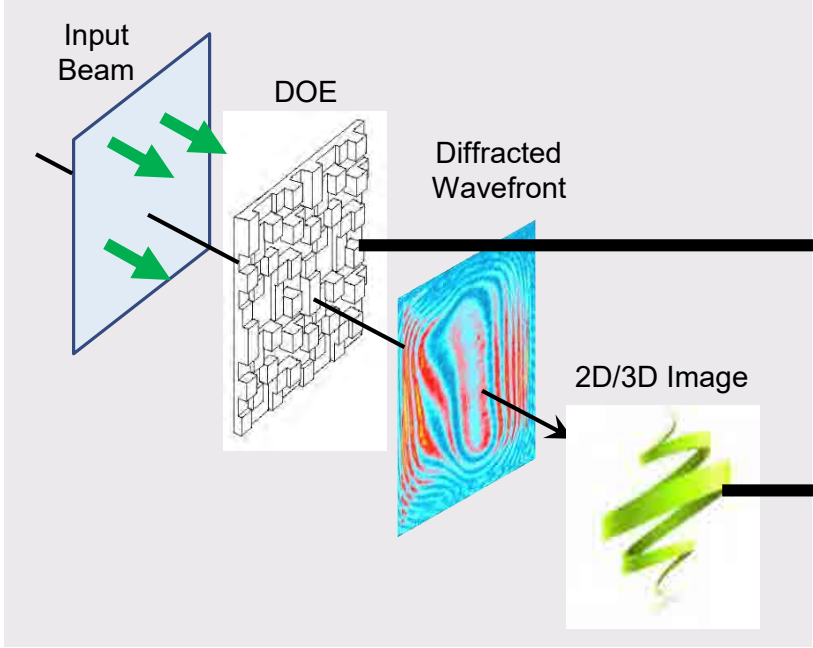 Input
Beam
DOE
Diffracted
Wavefront
2D/3D Image